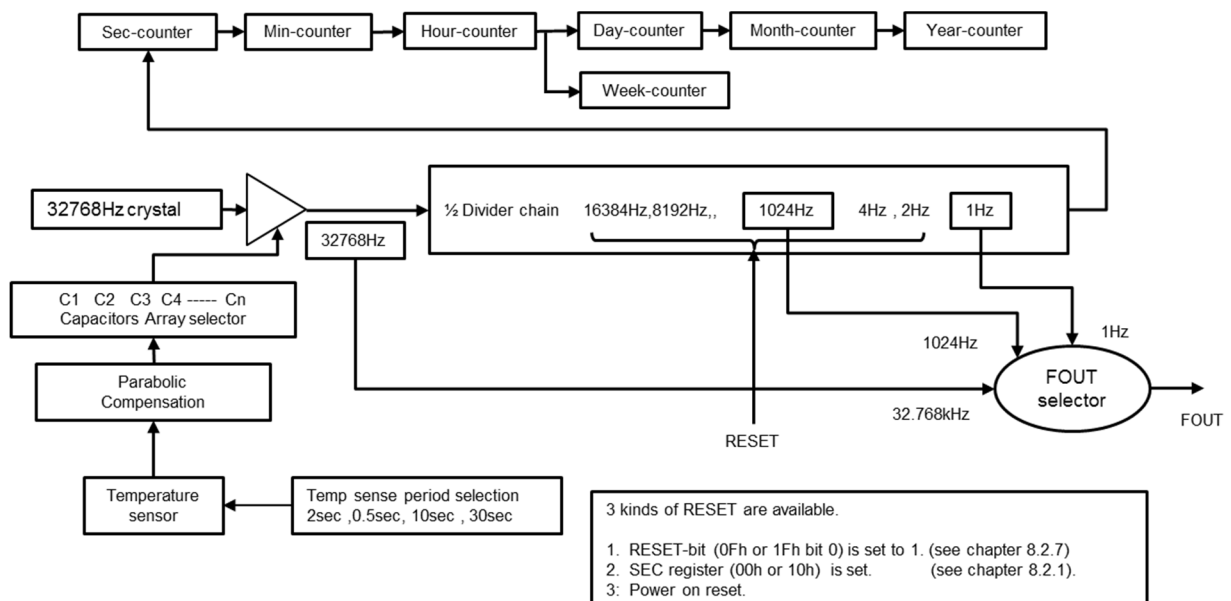 Sec-counter
Min-counter
Hour-counter
Day-counter
Month-counter
Year-counter
Week-counter
32768Hz crystal
32768Hz
½ Divider chain
16384Hz,8192Hz,,
1024Hz
4Hz , 2Hz
1Hz
C1 C2 C3 C4 ----- Cn
Capacitors Array selector
1024Hz
1Hz
Parabolic
Compensation
FOUT
selector
32.768kHz
FOUT
RESET
Temperature
sensor
Temp sense period selection
2sec ,0.5sec, 10sec , 30sec
3 kinds of RESET are available.
1. RESET-bit (0Fh or 1Fh bit 0) is set to 1. (see chapter 8.2.7)
2. SEC register (00h or 10h) is set. (see chapter 8.2.1).
3: Power on reset.